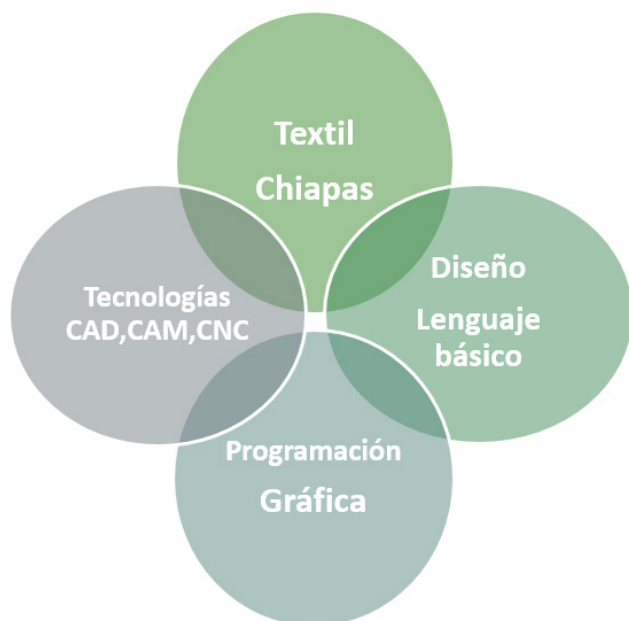 Textil
Chiapas
Tecnologías
CAD,CAM,CNC
Diseño
Lenguaje
básico
Programación
Gráfica